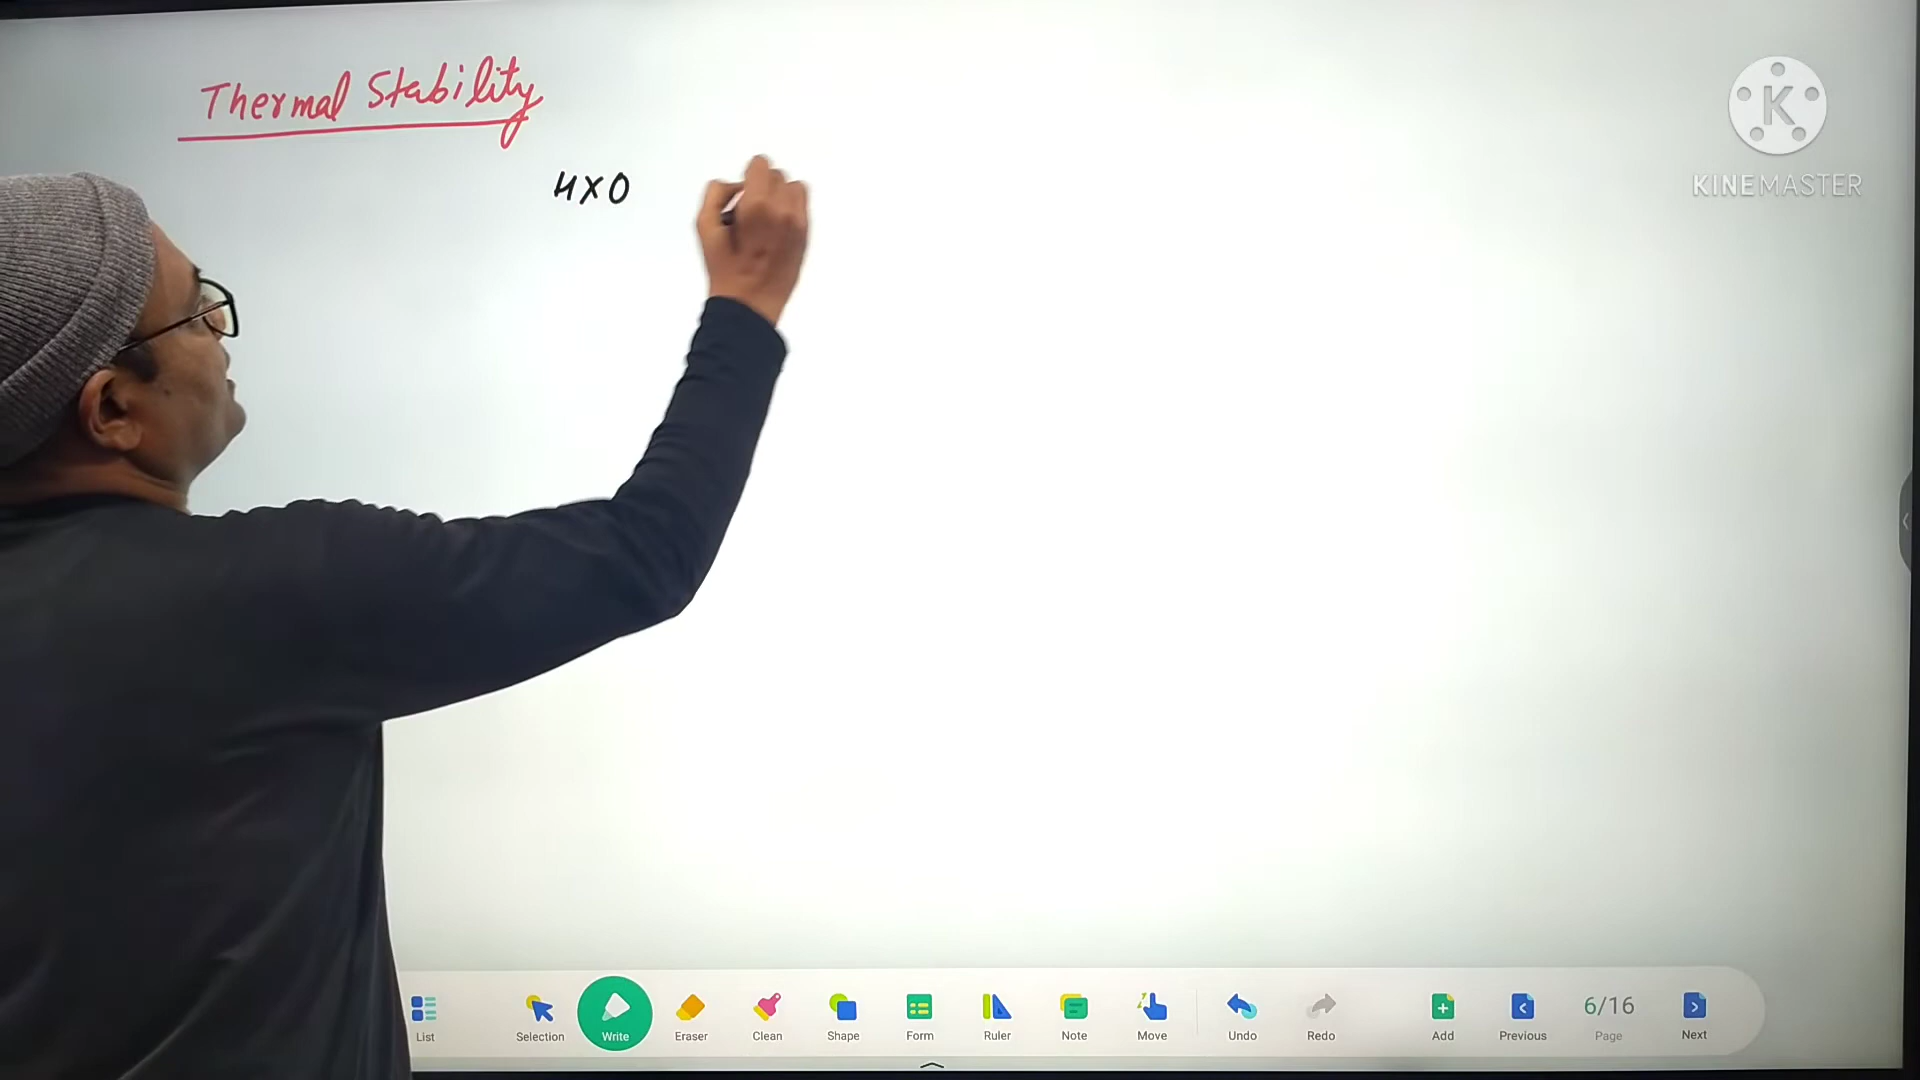 Thermal Stability
HXO
K
KINEMASTER
List
Selection
Write
Eraser
Clean
Shape
Form
Ruler
Note
Move
Undo
Redo
Add
Previous
6/16
Page
Next